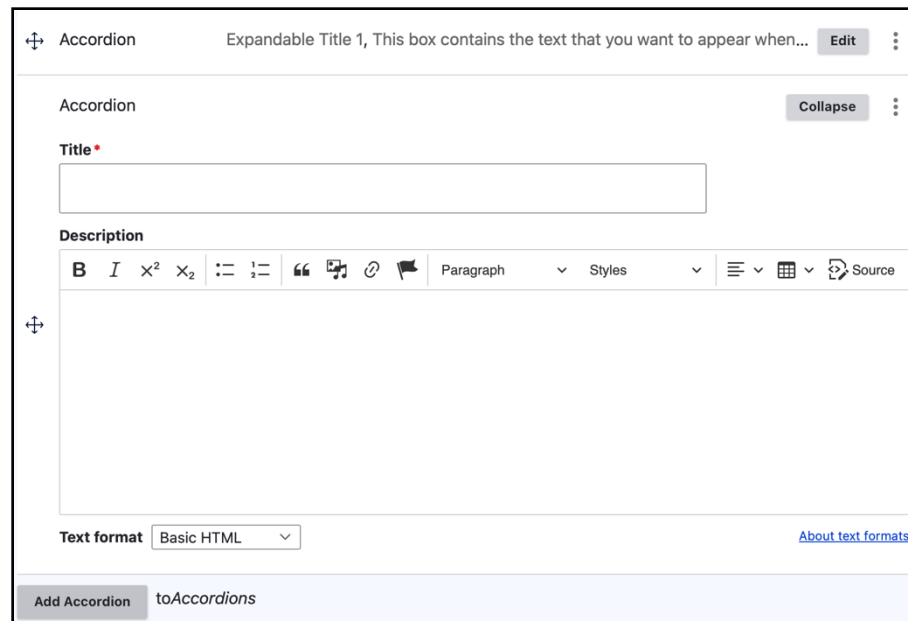 Accordion Expandable Title 1, This box contains the text that you want to appear when... Edit
Accordion Collapse
Title*
Description
B I X² X₂ Paragraph Styles Source
Text format Basic HTML About text formats
Add Accordion toAccordions